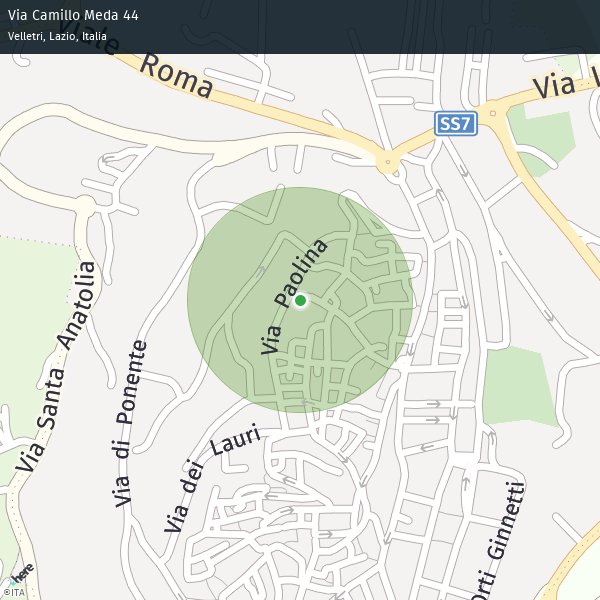 Via Camillo Meda 44
Velletri, Lazio, Italia
Viale Roma
SS7
Via Paolina
Via Santa Anatolia
Via di Ponente
Via dei Lauri
Orti Ginnetti
here
©ITA